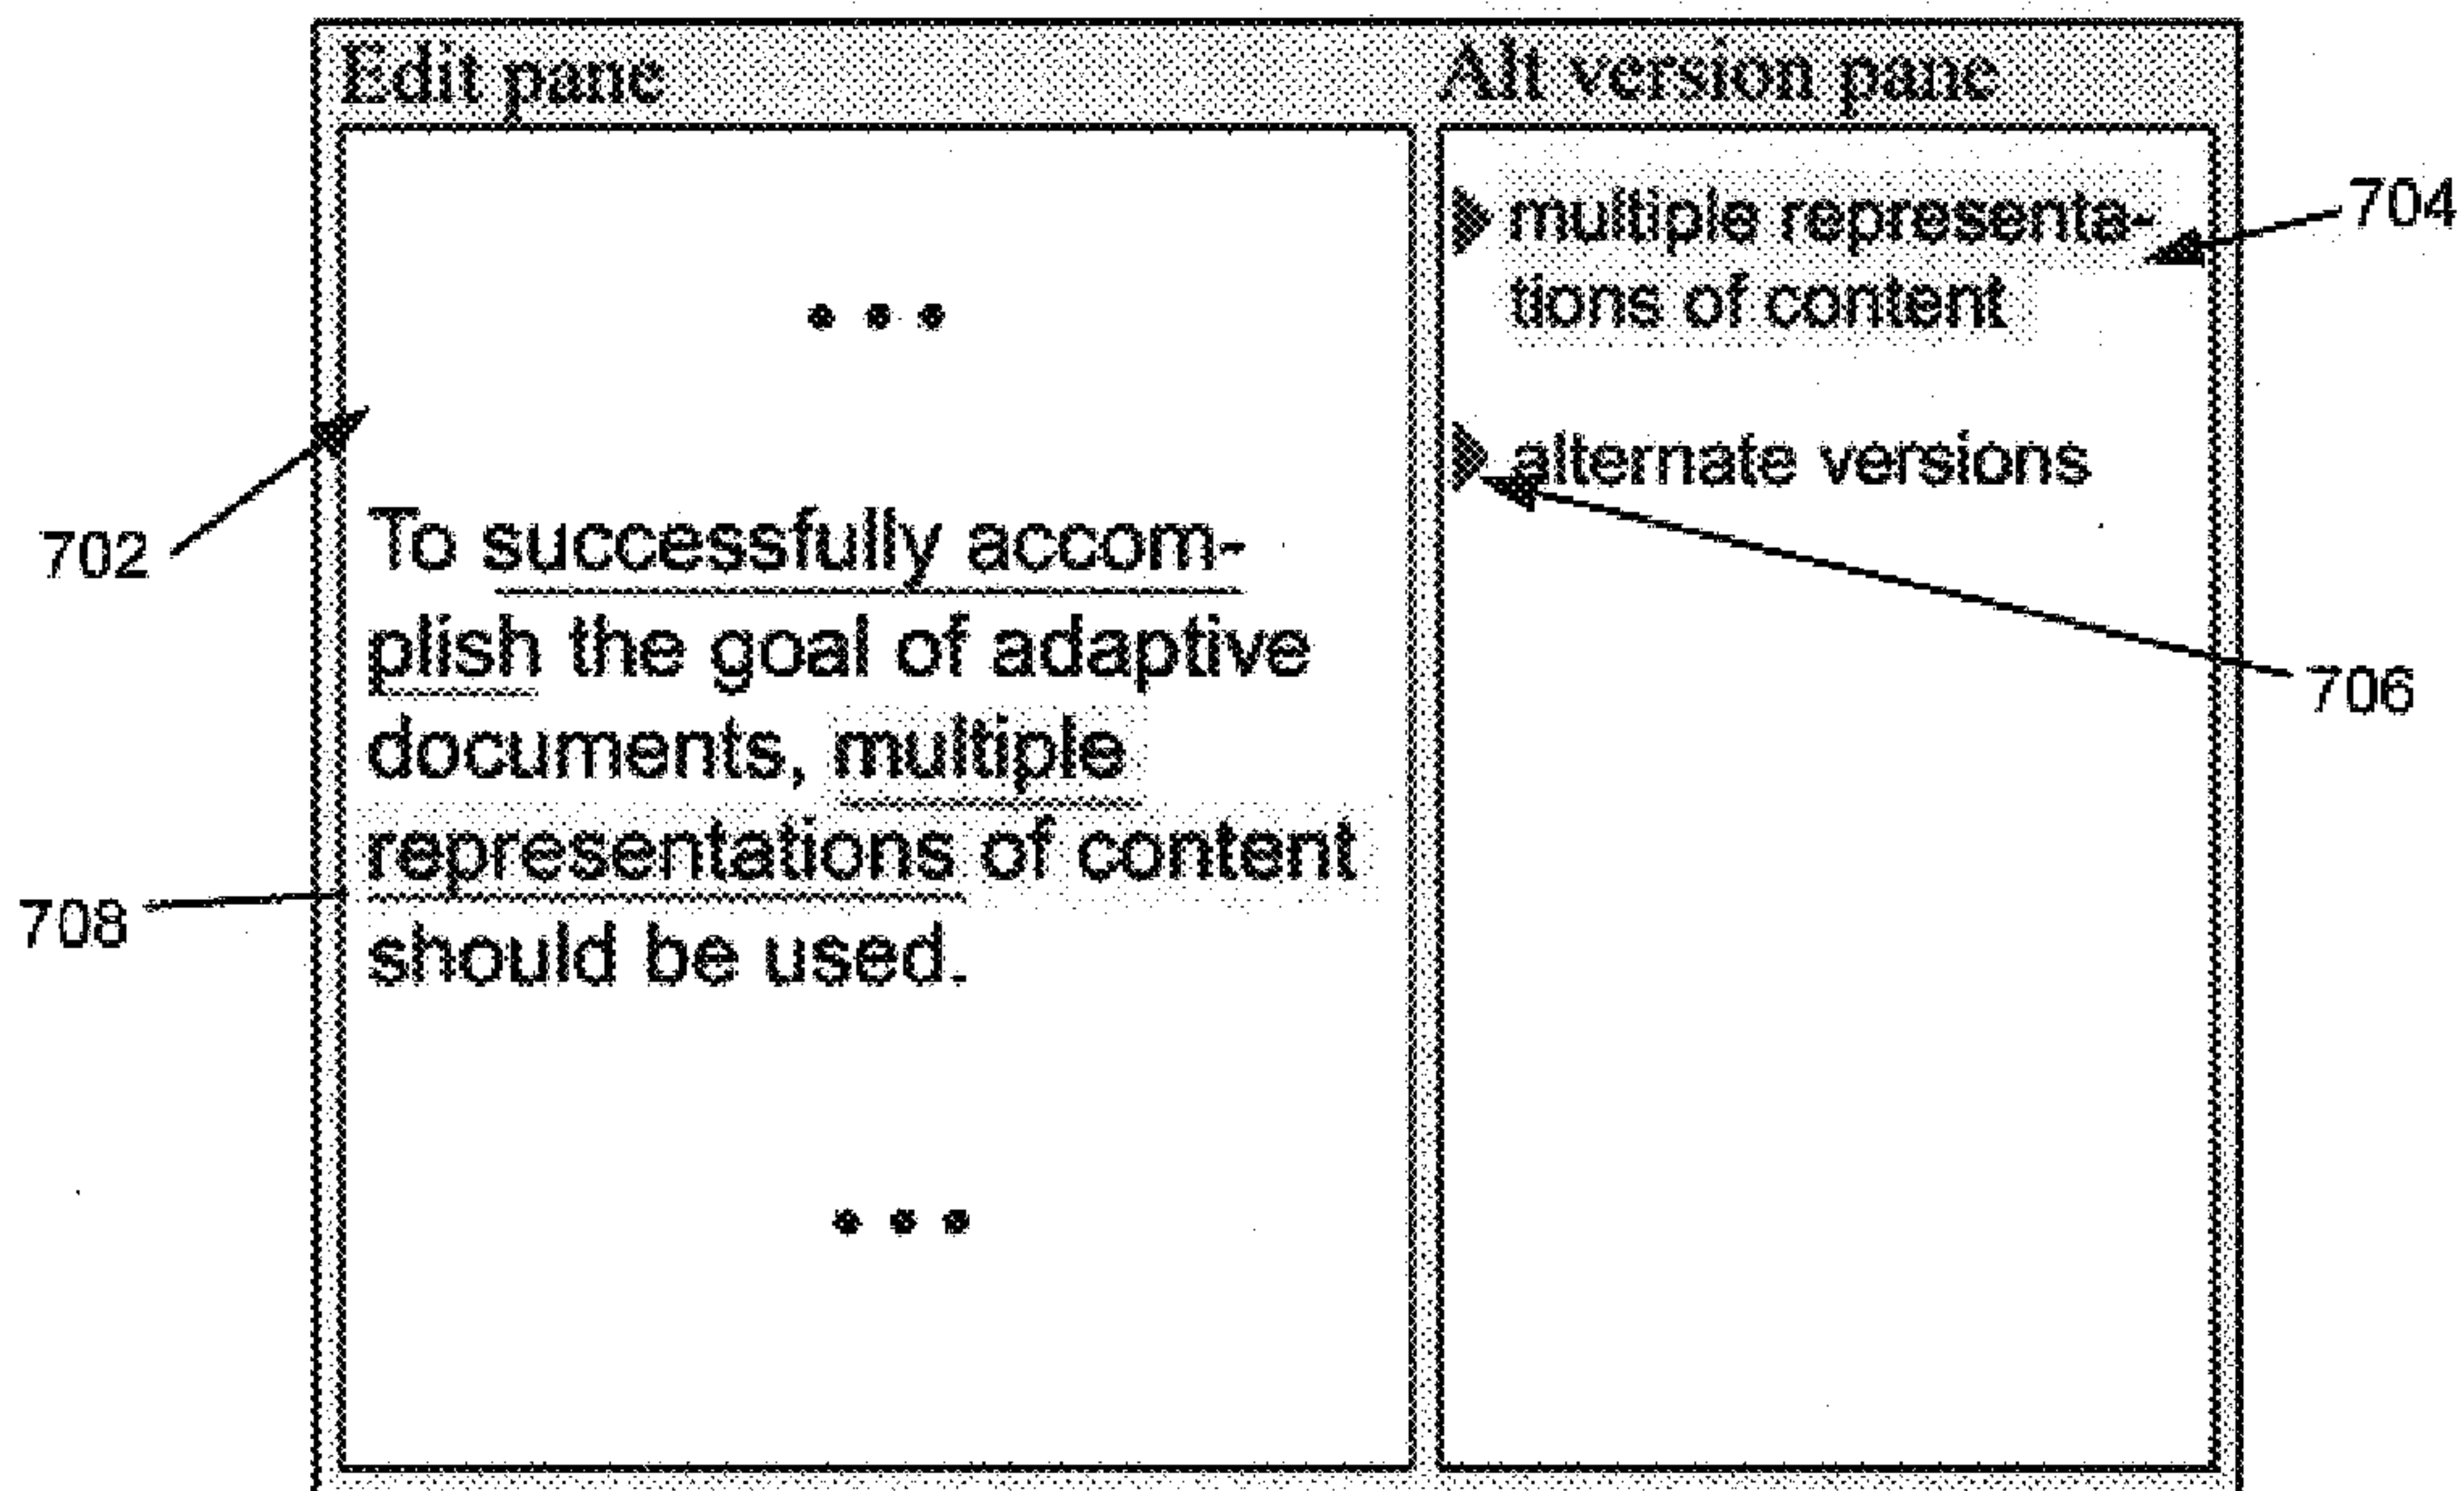 Edit pane
Alt version pane
multiple representa-
tions of content
704
alternate versions
702
To successfully accom-
plish the goal of adaptive
documents, multiple
representations of content
should be used.
706
708